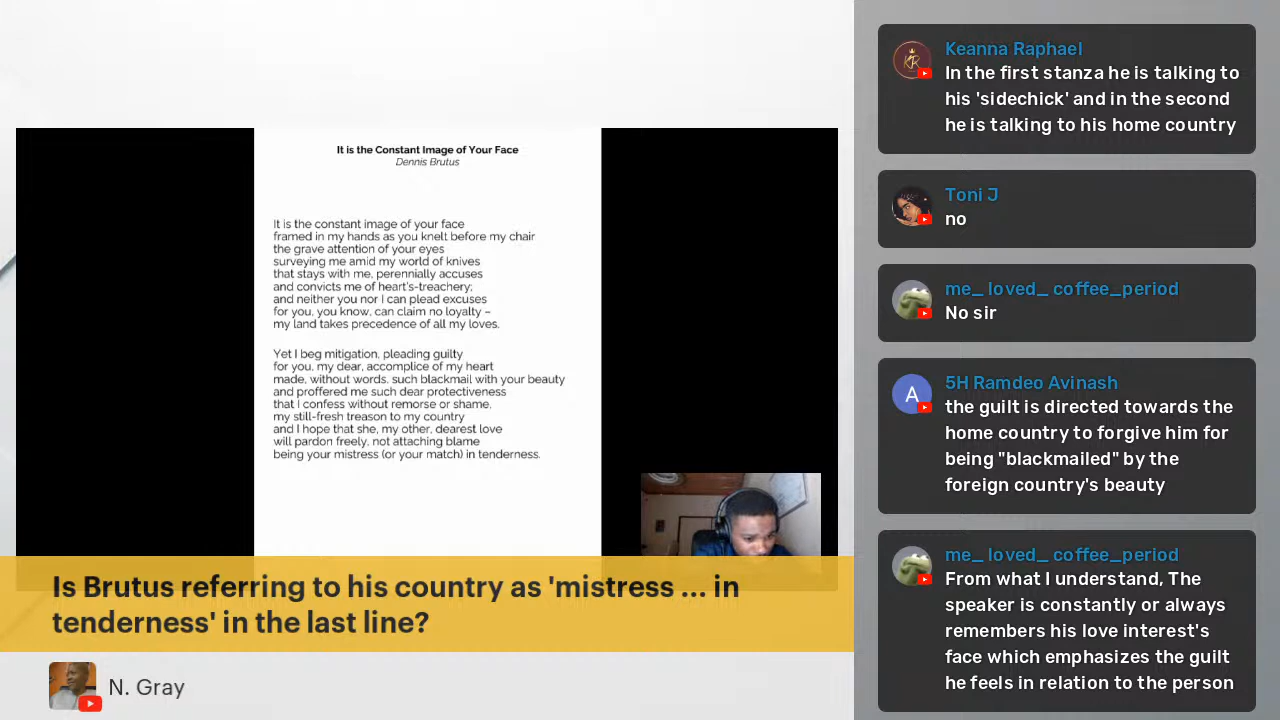 It is the Constant Image of Your Face
Dennis Brutus
It is the constant image of your face
framed in my hands as you knelt before my chair
the grave attention of your eyes
surveying me amid my world of knives
that stays with me, perennially accuses
and convicts me of heart's-treachery;
and neither you nor I can plead excuses
for you, you know, can claim no loyalty –
my land takes precedence of all my loves.
Yet I beg mitigation, pleading guilty
for you, my dear, accomplice of my heart
made, without words, such blackmail with your beauty
and proffered me such dear protectiveness
that I confess without remorse or shame,
my still-fresh treason to my country
and I hope that she, my other, dearest love
will pardon freely, not attaching blame
being your mistress (or your match) in tenderness.
Is Brutus referring to his country as 'mistress ... in
tenderness' in the last line?
N. Gray
Keanna Raphael
In the first stanza he is talking to
his 'sidechick' and in the second
he is talking to his home country
Toni J
no
me_ loved_ coffee_period
No sir
5H Ramdeo Avinash
the guilt is directed towards the
home country to forgive him for
being "blackmailed" by the
foreign country's beauty
me_ loved_ coffee_period
From what I understand, The
speaker is constantly or always
remembers his love interest's
face which emphasizes the guilt
he feels in relation to the person
KR
A